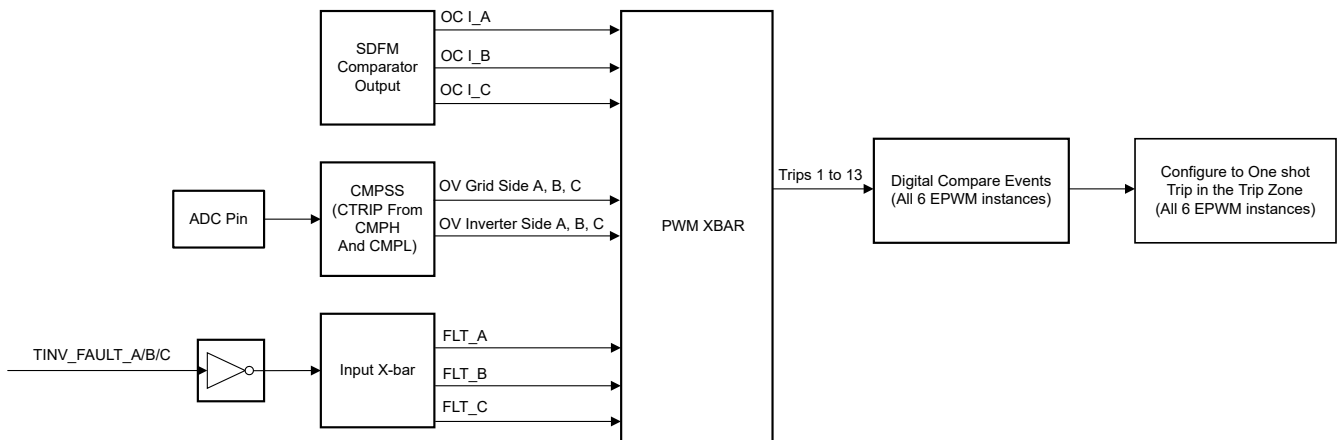 SDFM
Comparator
Output
OC I_A
OC I_B
OC I_C
ADC Pin
CMPSS
(CTRIP From
CMPH
And CMPL)
OV Grid Side A, B, C
OV Inverter Side A, B, C
TINV_FAULT_A/B/C
Input X-bar
FLT_A
FLT_B
FLT_C
PWM XBAR
Trips 1 to 13
Digital Compare Events
(All 6 EPWM instances)
Configure to One shot
Trip in the Trip Zone
(All 6 EPWM instances)